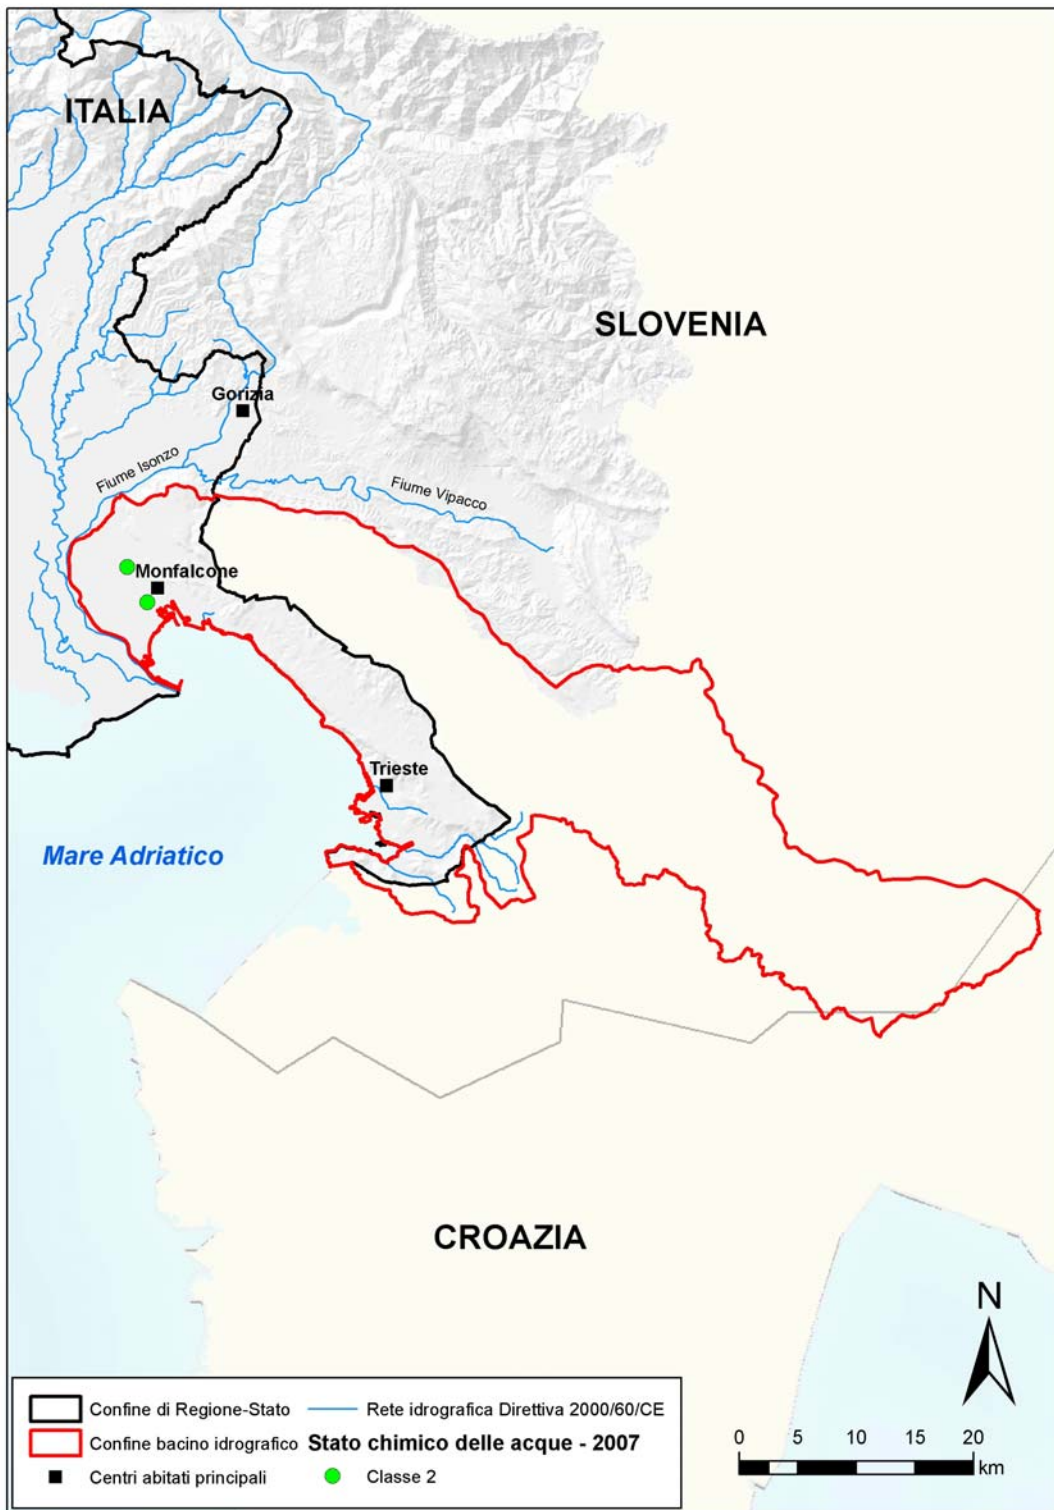 ITALIA
SLOVENIA
Gorizia
Fiume Isonzo
Fiume Vipacco
Monfalcone
Trieste
Mare Adriatico
CROAZIA
N
Confine di Regione-Stato
Rete idrografica Direttiva 2000/60/CE
Confine bacino idrografico
Stato chimico delle acque - 2007
Centri abitati principali
Classe 2
0 5 10 15 20
km